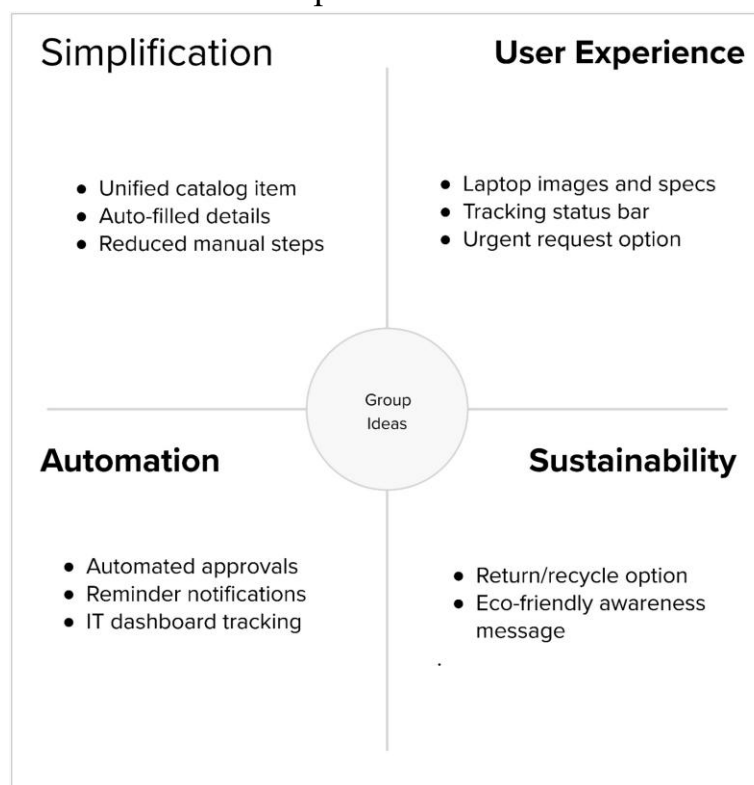 Simplification
User Experience
● Unified catalog item
● Auto-filled details
● Reduced manual steps
● Laptop images and specs
● Tracking status bar
● Urgent request option
Group
Ideas
Automation
Sustainability
● Automated approvals
● Reminder notifications
● IT dashboard tracking
● Return/recycle option
● Eco-friendly awareness
message
.